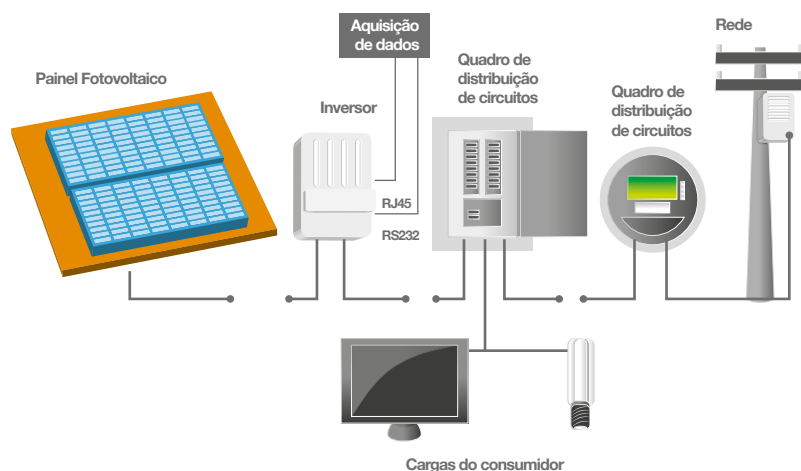 Aquisição
de dados
Rede
Painel Fotovoltaico
Quadro de
distribuição
de circuitos
Inversor
Quadro de
distribuição
de circuitos
RJ45
RS232
Cargas do consumidor